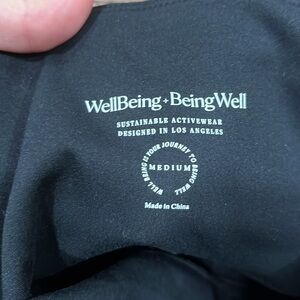 WellBeing + BeingWell
SUSTAINABLE ACTIVEWEAR
DESIGNED IN LOS ANGELES
WELL BEING IS YOUR JOURNEY TO BEING WELL
MEDIUM
Made in China